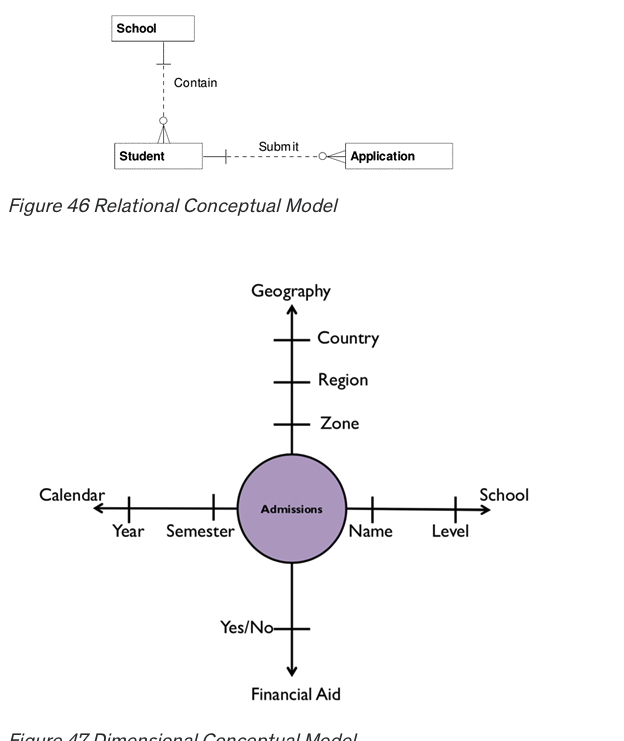 School
Contain
Submit
Student
Application
Figure 46 Relational Conceptual Model
Geography
Country
Region
Zone
Calendar
School
Admissions
Year
Semester
Name
Level
Yes/No
Financial Aid
Figure 47 Dimensional Conceptual Model